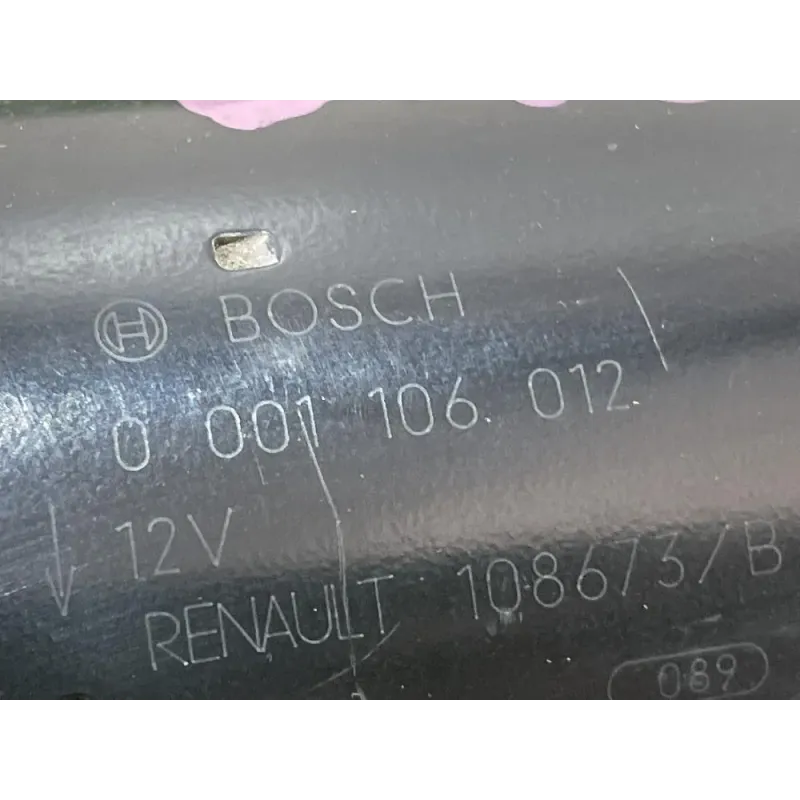 BOSCH
0 001 106 012
12V
RENAULT 108673/B
089